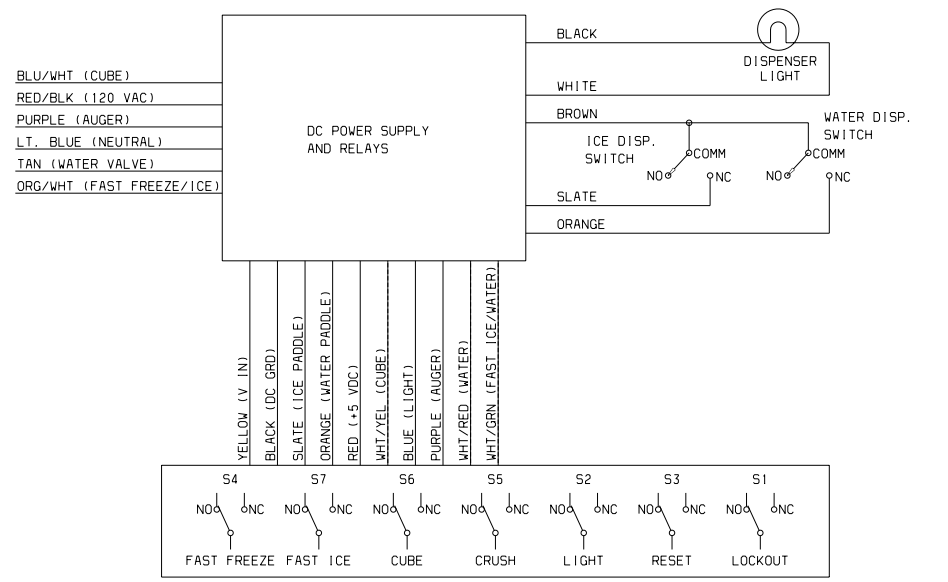 BLACK
DISPENSER
LIGHT
WHITE
BLU/WHT (CUBE)
RED/BLK (120 VAC)
PURPLE (AUGER)
LT. BLUE (NEUTRAL)
TAN (WATER VALVE)
ORG/WHT (FAST FREEZE/ICE)
DC POWER SUPPLY
AND RELAYS
BROWN
ICE DISP.
SWITCH
WATER DISP.
SWITCH
COMM
NO
NC
COMM
NO
NC
SLATE
ORANGE
YELLOW (V IN)
BLACK (DC GRD)
SLATE (ICE PADDLE)
ORANGE (WATER PADDLE)
RED (+5 VDC)
WHT/YEL (CUBE)
BLUE (LIGHT)
PURPLE (AUGER)
WHT/RED (WATER)
WHT/GRN (FAST ICE/WATER)
S4 S7 S6 S5 S2 S3 S1
NO NC NO NC NO NC NO NC NO NC NO NC NO NC
FAST FREEZE FAST ICE CUBE CRUSH LIGHT RESET LOCKOUT